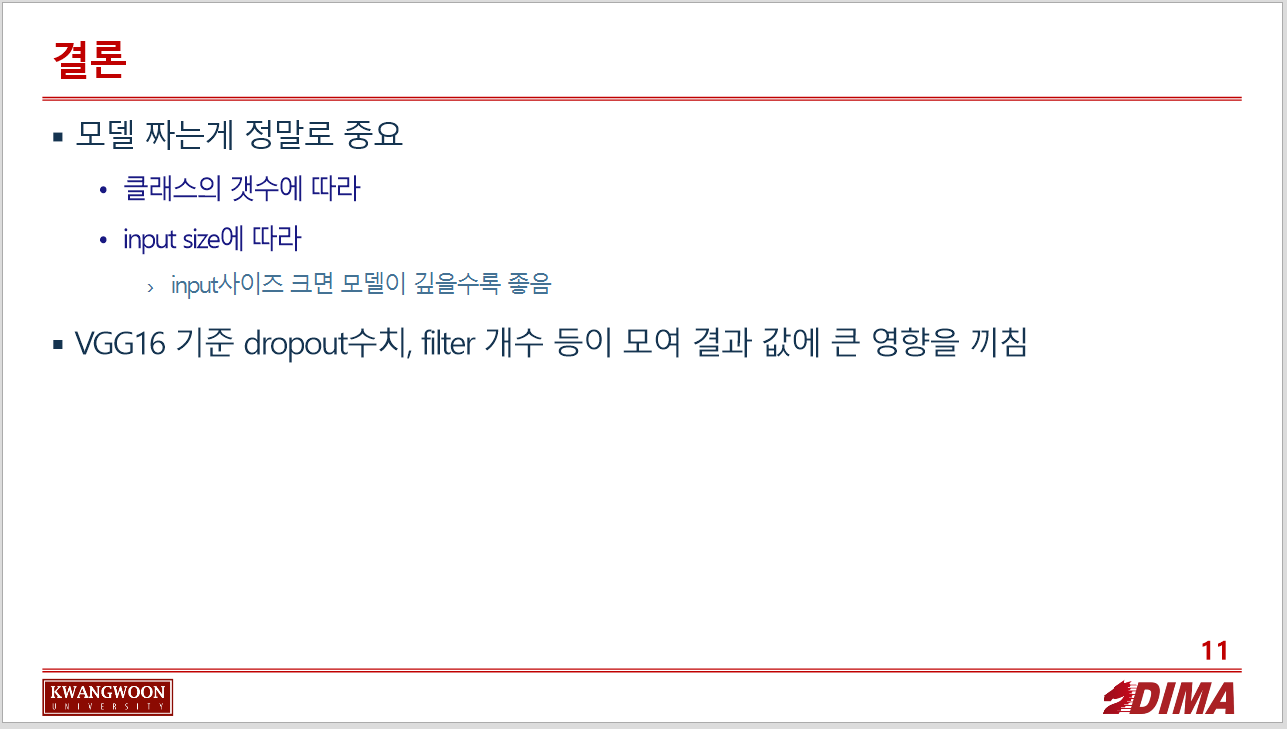 결론
모델 짜는게 정말로 중요
클래스의 갯수에 따라
input size에 따라
input사이즈 크면 모델이 깊을수록 좋음
VGG16 기준 dropout수치, filter 개수 등이 모여 결과 값에 큰 영향을 끼침
11
KWANGWOON
UNIVERSITY
DIMA